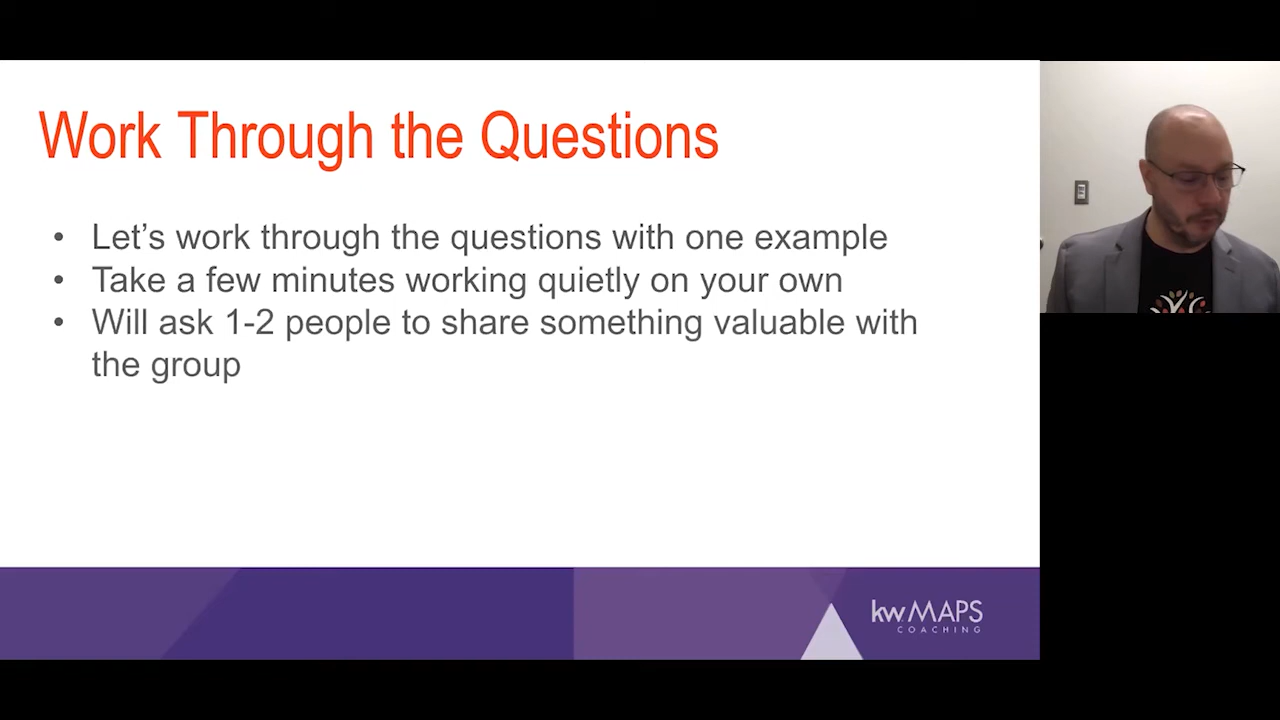 Work Through the Questions
• Let’s work through the questions with one example
• Take a few minutes working quietly on your own
• Will ask 1-2 people to share something valuable with
the group
kw MAPS
COACHING